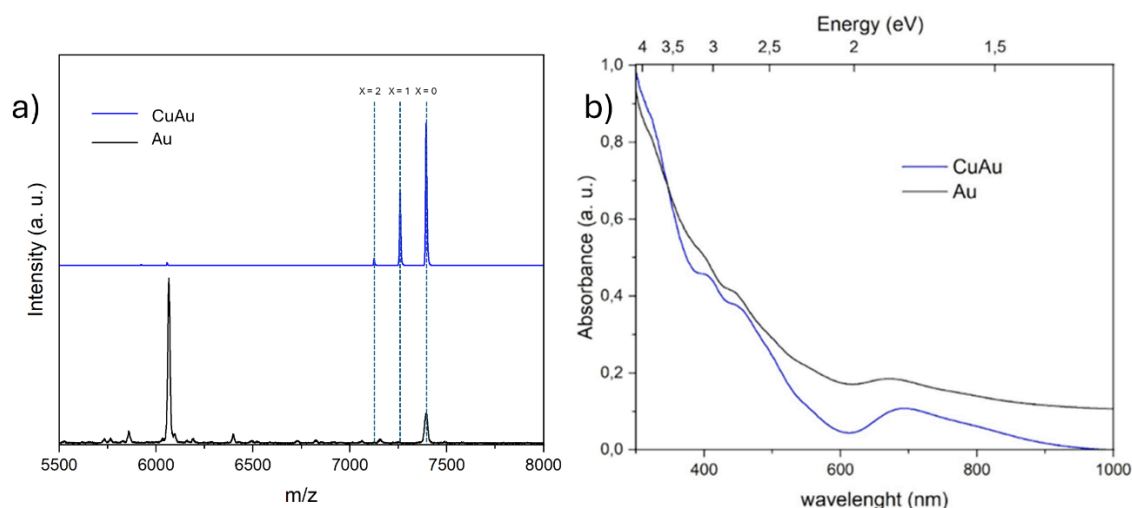 a)
X = 2 X = 1 X = 0
CuAu
Au
Intensity (a. u.)
5500 6000 6500 7000 7500 8000
m/z
b)
Energy (eV)
4 3,5 3 2,5 2 1,5
1,0
0,8
0,6
0,4
0,2
0,0
CuAu
Au
Absorbance (a. u.)
400 600 800 1000
wavelenght (nm)